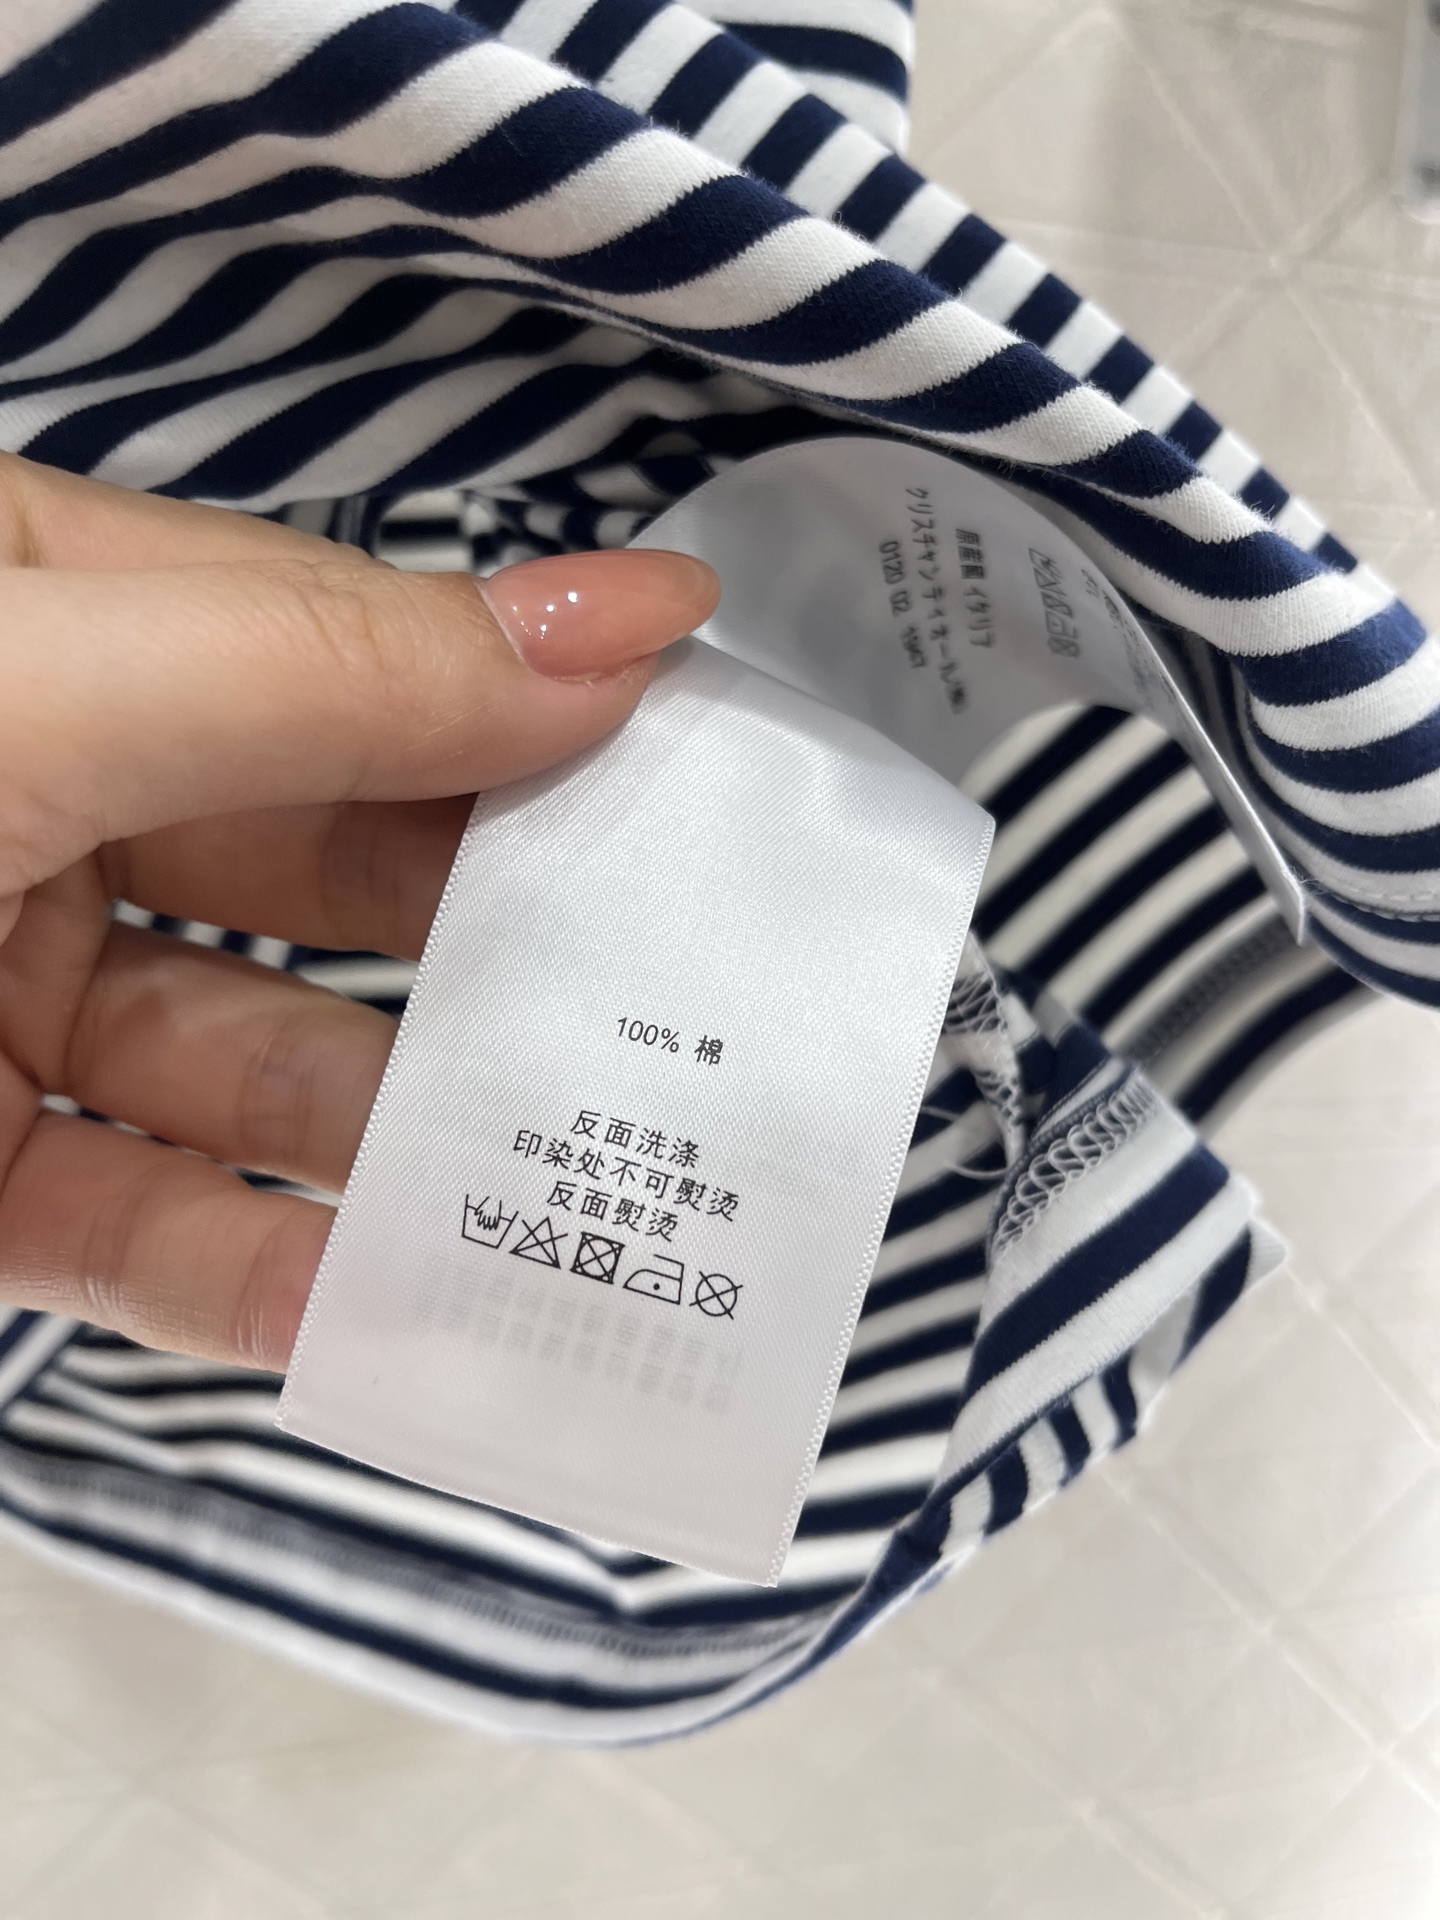 原産国 イタリア
クリスチャン ディオール㈱
0120 02 1947
100% 棉
反面洗涤
印染处不可熨烫
反面熨烫